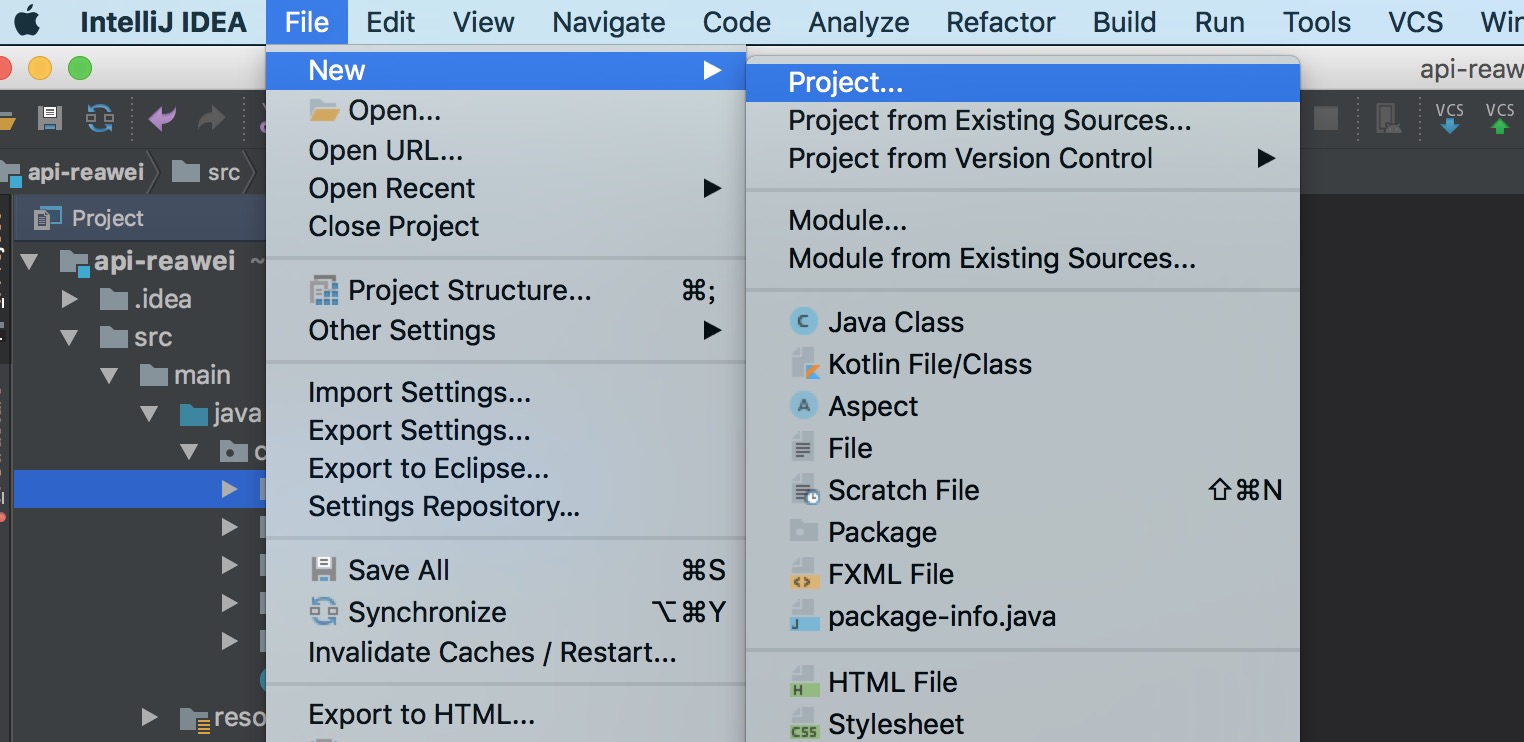 IntelliJ IDEA File Edit View Navigate Code Analyze Refactor Build Run Tools VCS
New
Open...
Open URL...
Open Recent
Close Project
Project Structure... ⌘;
Other Settings
Import Settings...
Export Settings...
Export to Eclipse...
Settings Repository...
Save All ⌘S
Synchronize ⌥⌘Y
Invalidate Caches / Restart...
Export to HTML...
Project...
Project from Existing Sources...
Project from Version Control
Module...
Module from Existing Sources...
Java Class
Kotlin File/Class
Aspect
File
Scratch File ⇧⌘N
Package
FXML File
package-info.java
HTML File
Stylesheet
api-reaw
VCS VCS
api-reawei src
Project
api-reawei ~
.idea
src
main
java
c
reso